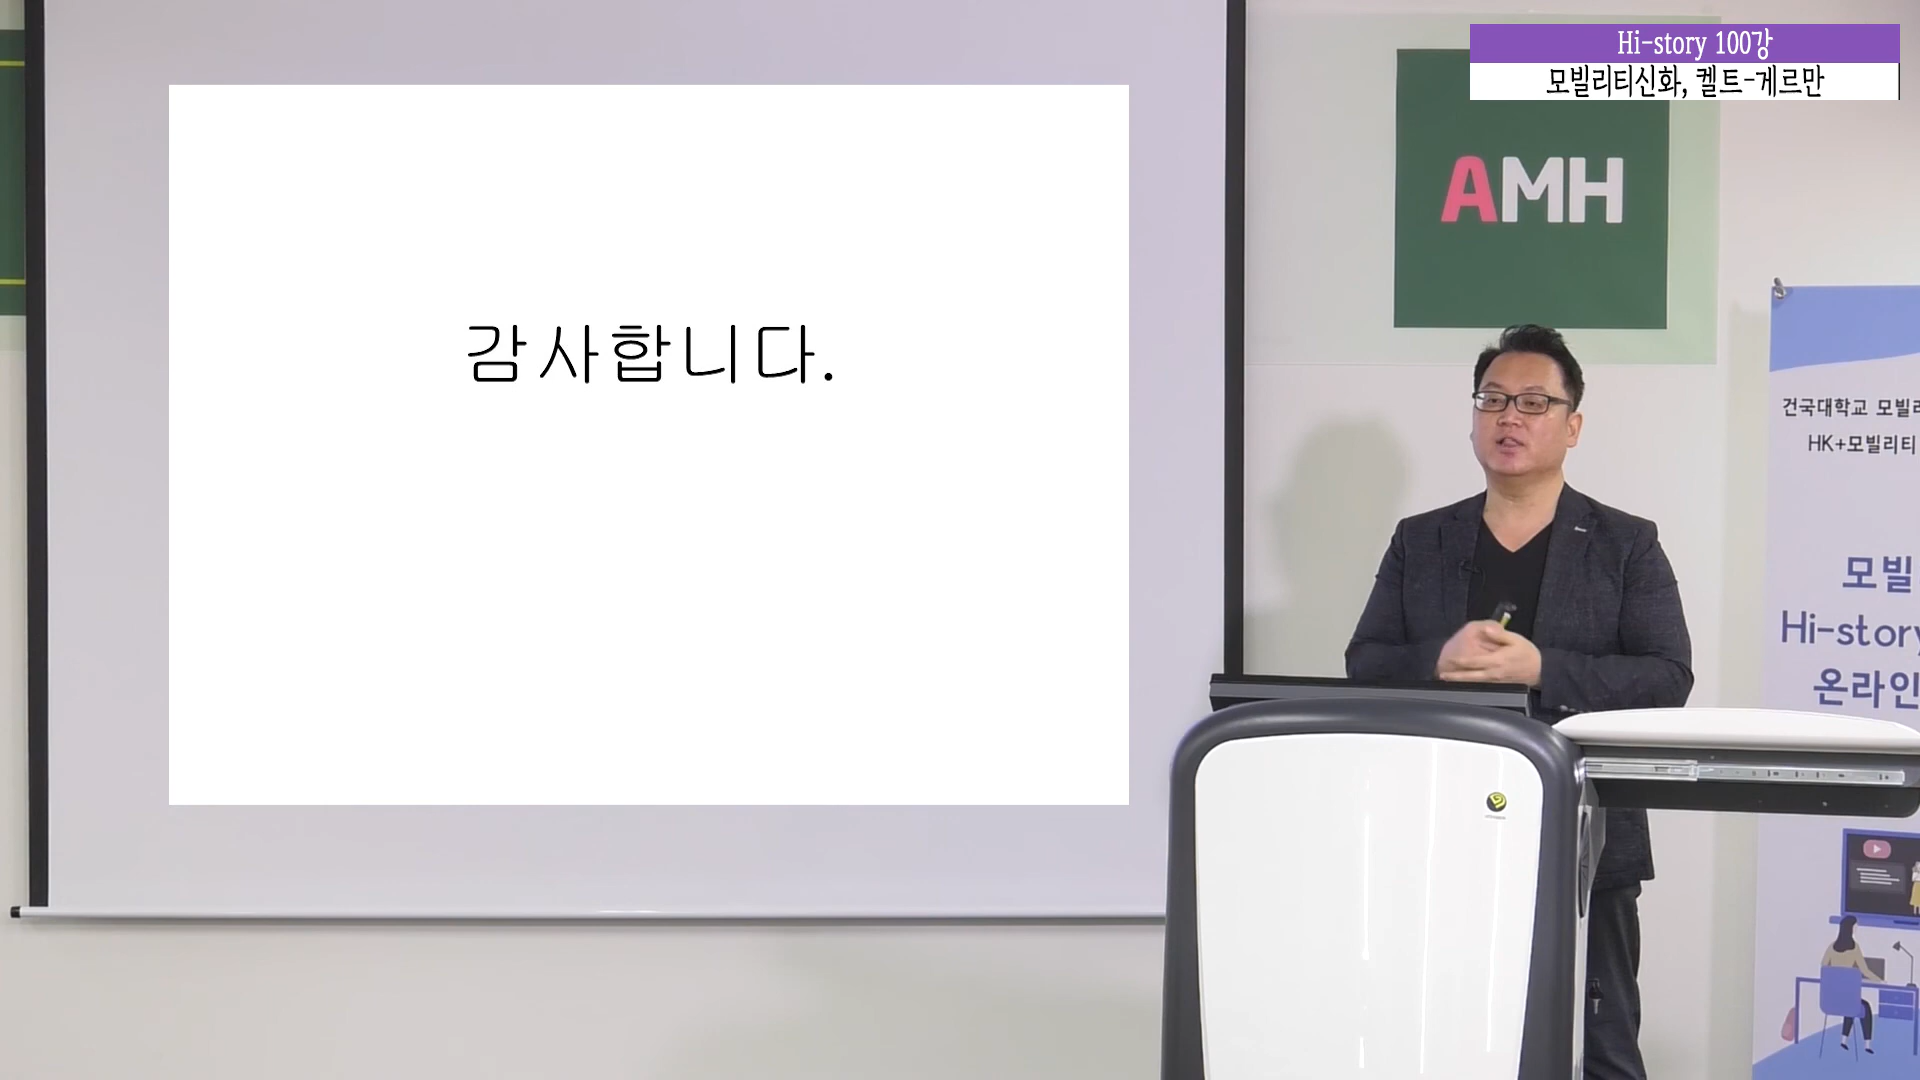 Hi-story 100강
모빌리티신화, 켈트-게르만
AMH
감사합니다.
건국대학교 모빌
HK+모빌리티
모빌
Hi-story
온라인